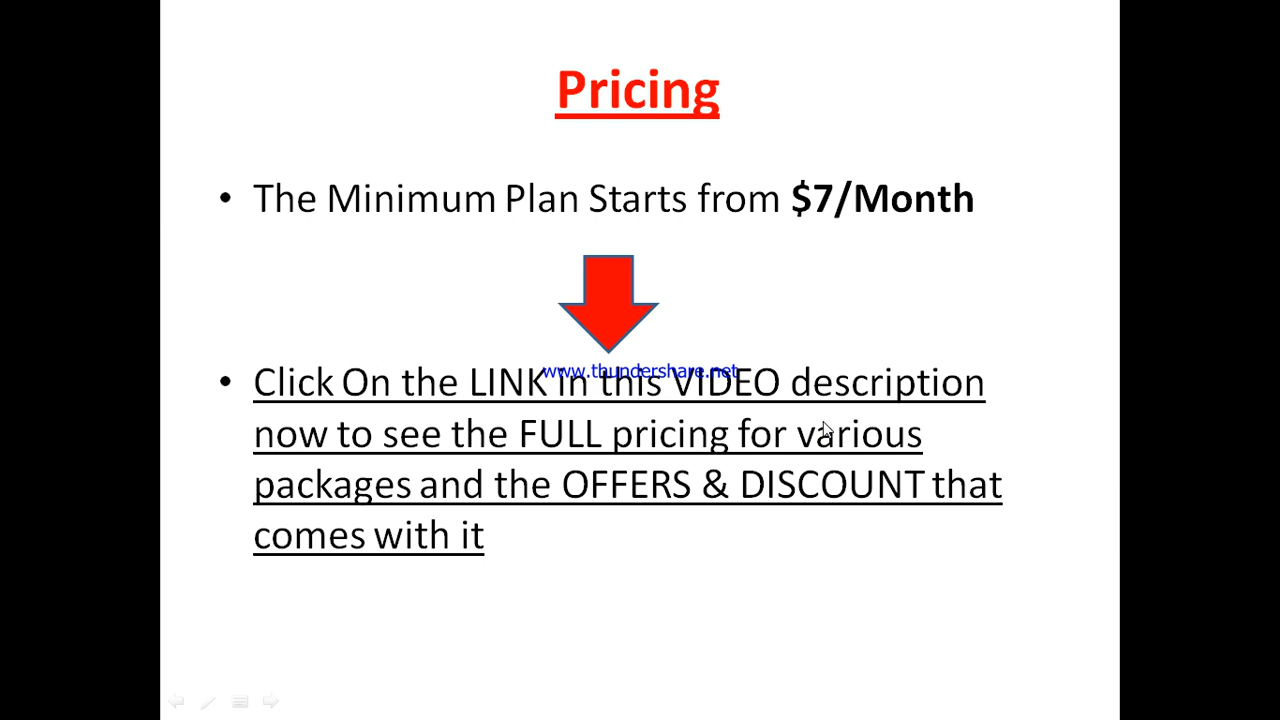 Pricing
• The Minimum Plan Starts from $7/Month
www.thundershare.net
• Click On the LINK in this VIDEO description
now to see the FULL pricing for various
packages and the OFFERS & DISCOUNT that
comes with it